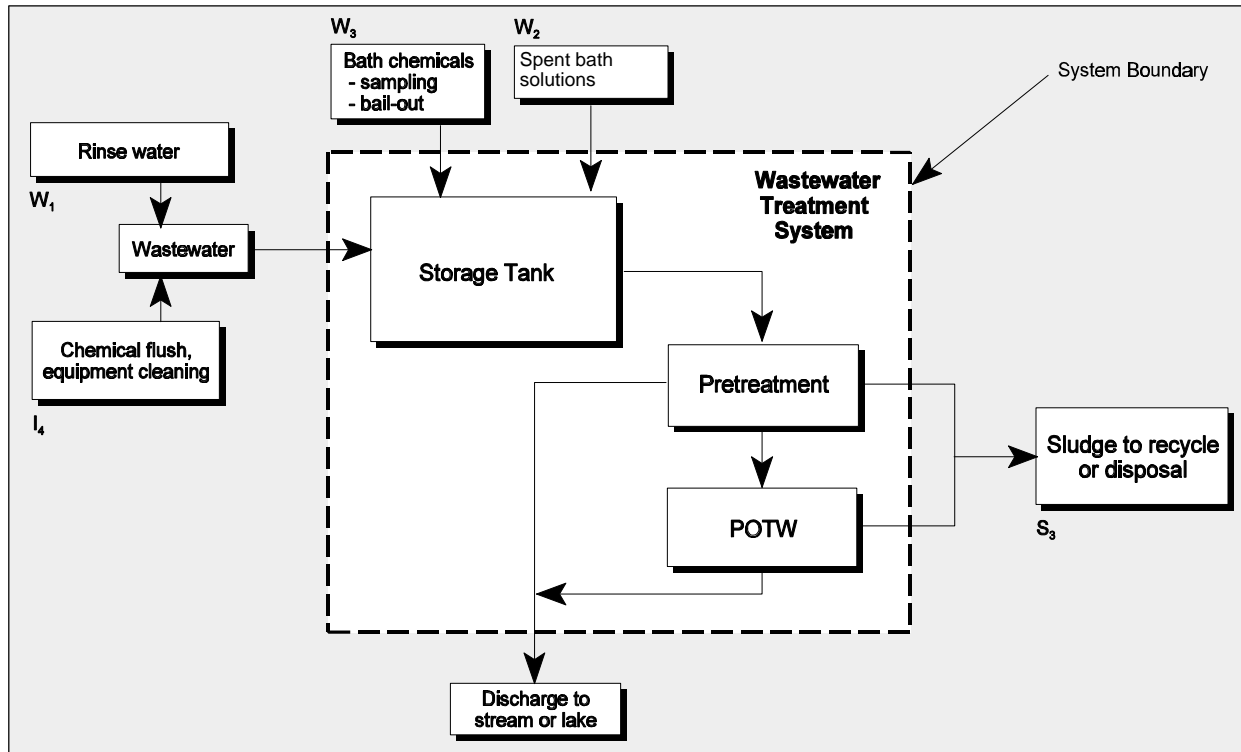 W₃
W₂
Bath chemicals
- sampling
- bail-out
Spent bath
solutions
System Boundary
Rinse water
W₁
Wastewater
Wastewater
Treatment
System
Storage Tank
Chemical flush,
equipment cleaning
I₄
Pretreatment
Sludge to recycle
or disposal
S₃
POTW
Discharge to
stream or lake